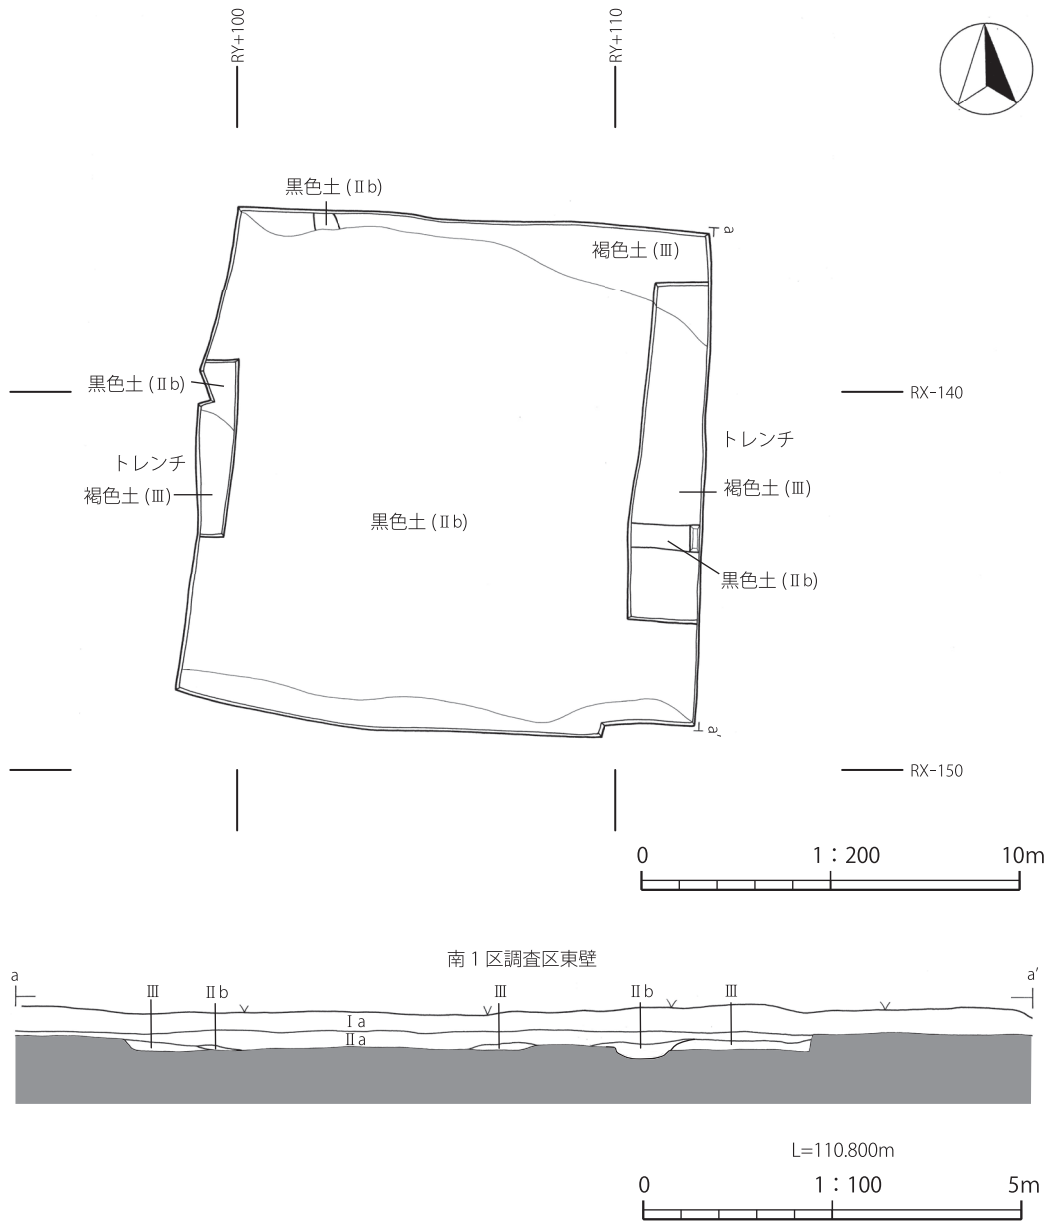 RY+100
RY+110
黒色土 (Ⅱb)
a
褐色土 (Ⅲ)
黒色土 (Ⅱb)
RX-140
トレンチ
トレンチ
褐色土 (Ⅲ)
褐色土 (Ⅲ)
黒色土 (Ⅱb)
黒色土 (Ⅱb)
a'
RX-150
0 1：200 10m
南1区調査区東壁
a a'
Ⅲ Ⅱb Ⅲ Ⅱb Ⅲ
Ⅰa
Ⅱa
L=110.800m
0 1：100 5m